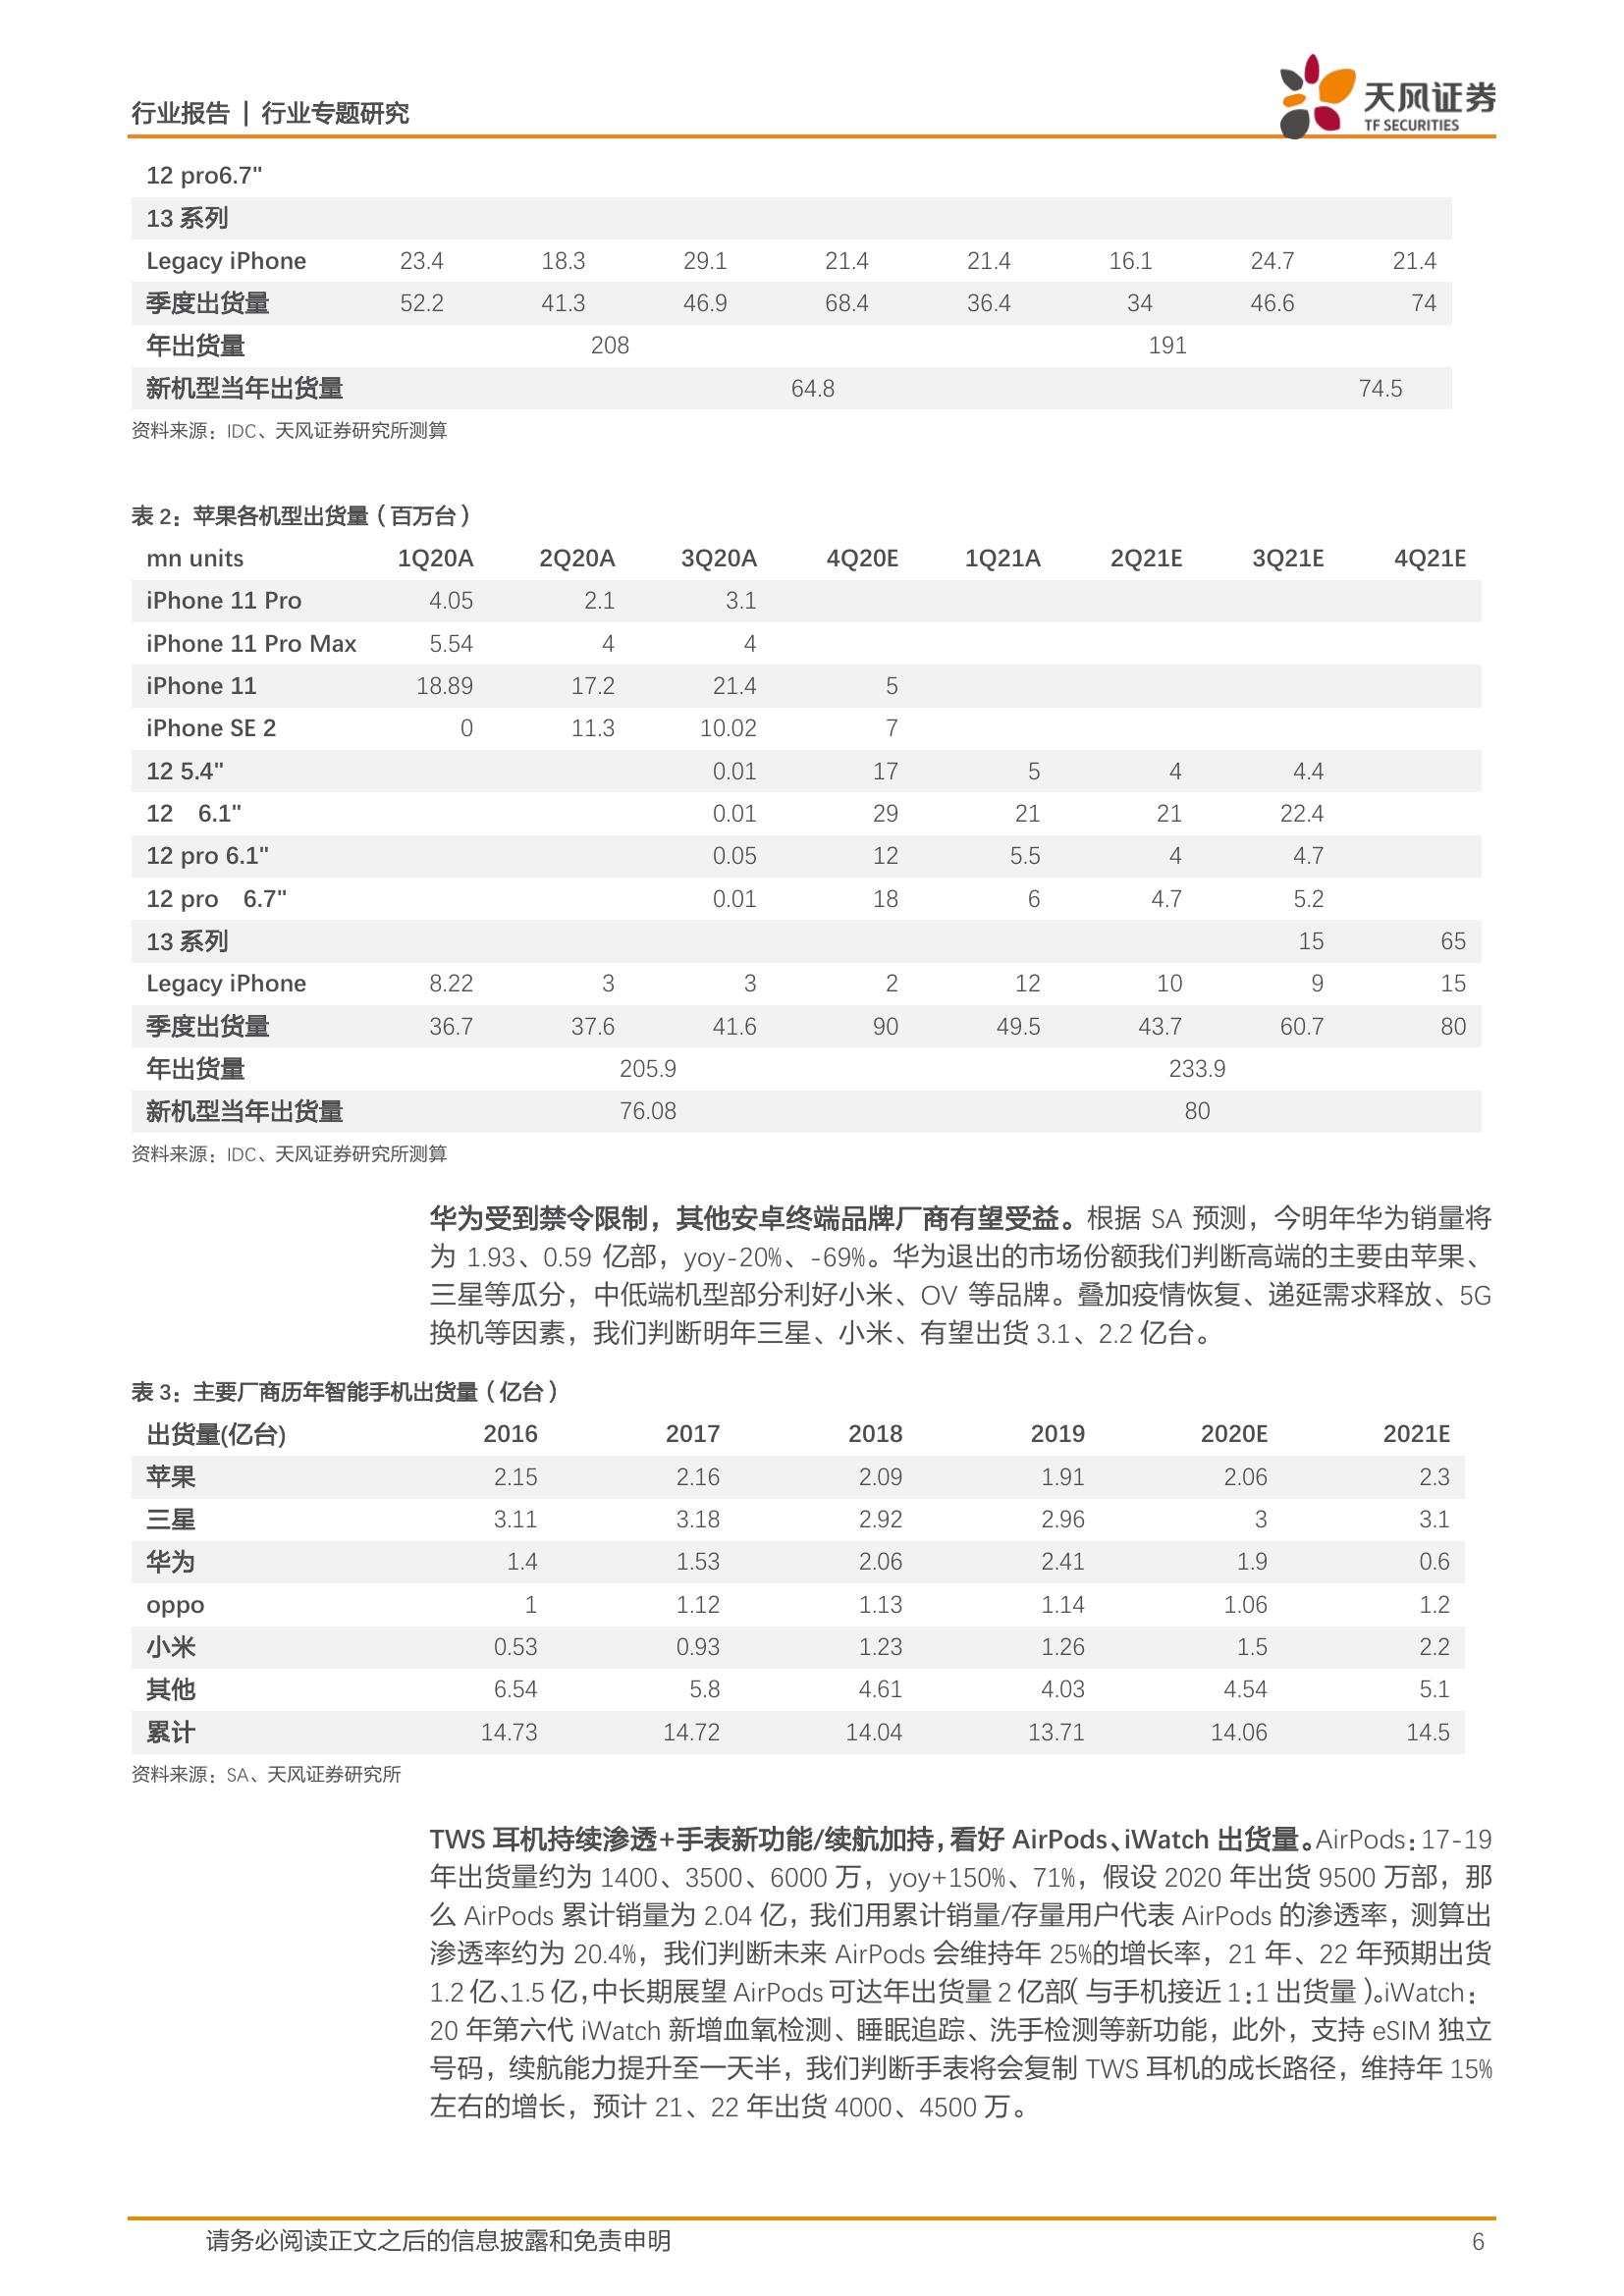 行业报告 | 行业专题研究
天风证券
TF SECURITIES
12 pro6.7"
13 系列
Legacy iPhone 23.4 18.3 29.1 21.4 21.4 16.1 24.7 21.4
季度出货量 52.2 41.3 46.9 68.4 36.4 34 46.6 74
年出货量 208 191
新机型当年出货量 64.8 74.5
资料来源：IDC、天风证券研究所测算
表 2：苹果各机型出货量（百万台）
mn units 1Q20A 2Q20A 3Q20A 4Q20E 1Q21A 2Q21E 3Q21E 4Q21E
iPhone 11 Pro 4.05 2.1 3.1
iPhone 11 Pro Max 5.54 4 4
iPhone 11 18.89 17.2 21.4 5
iPhone SE 2 0 11.3 10.02 7
12 5.4" 0.01 17 5 4 4.4
12 6.1" 0.01 29 21 21 22.4
12 pro 6.1" 0.05 12 5.5 4 4.7
12 pro 6.7" 0.01 18 6 4.7 5.2
13 系列 15 65
Legacy iPhone 8.22 3 3 2 12 10 9 15
季度出货量 36.7 37.6 41.6 90 49.5 43.7 60.7 80
年出货量 205.9 233.9
新机型当年出货量 76.08 80
资料来源：IDC、天风证券研究所测算
华为受到禁令限制，其他安卓终端品牌厂商有望受益。根据 SA 预测，今明年华为销量将
为 1.93、0.59 亿部，yoy-20%、-69%。华为退出的市场份额我们判断高端的主要由苹果、
三星等瓜分，中低端机型部分利好小米、OV 等品牌。叠加疫情恢复、递延需求释放、5G
换机等因素，我们判断明年三星、小米、有望出货 3.1、2.2 亿台。
表 3：主要厂商历年智能手机出货量（亿台）
出货量(亿台) 2016 2017 2018 2019 2020E 2021E
苹果 2.15 2.16 2.09 1.91 2.06 2.3
三星 3.11 3.18 2.92 2.96 3 3.1
华为 1.4 1.53 2.06 2.41 1.9 0.6
oppo 1 1.12 1.13 1.14 1.06 1.2
小米 0.53 0.93 1.23 1.26 1.5 2.2
其他 6.54 5.8 4.61 4.03 4.54 5.1
累计 14.73 14.72 14.04 13.71 14.06 14.5
资料来源：SA、天风证券研究所
TWS 耳机持续渗透+手表新功能/续航加持，看好 AirPods、iWatch 出货量。AirPods：17-19
年出货量约为 1400、3500、6000 万，yoy+150%、71%，假设 2020 年出货 9500 万部，那
么 AirPods 累计销量为 2.04 亿，我们用累计销量/存量用户代表 AirPods 的渗透率，测算出
渗透率约为 20.4%，我们判断未来 AirPods 会维持年 25%的增长率，21 年、22 年预期出货
1.2 亿、1.5 亿，中长期展望 AirPods 可达年出货量 2 亿部（与手机接近 1：1 出货量）。iWatch：
20 年第六代 iWatch 新增血氧检测、睡眠追踪、洗手检测等新功能，此外，支持 eSIM 独立
号码，续航能力提升至一天半，我们判断手表将会复制 TWS 耳机的成长路径，维持年 15%
左右的增长，预计 21、22 年出货 4000、4500 万。
请务必阅读正文之后的信息披露和免责申明 6